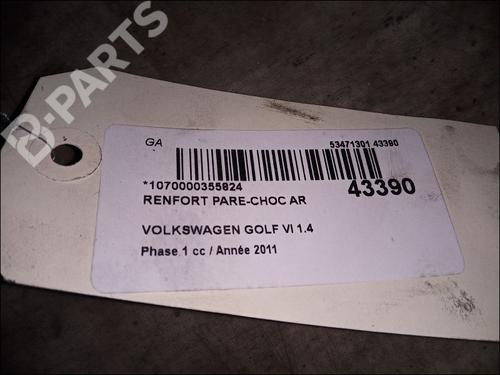 B-PARTS
GA
53471301 43390
*1070000355824
43390
RENFORT PARE-CHOC AR
VOLKSWAGEN GOLF VI 1.4
Phase 1 cc / Année 2011